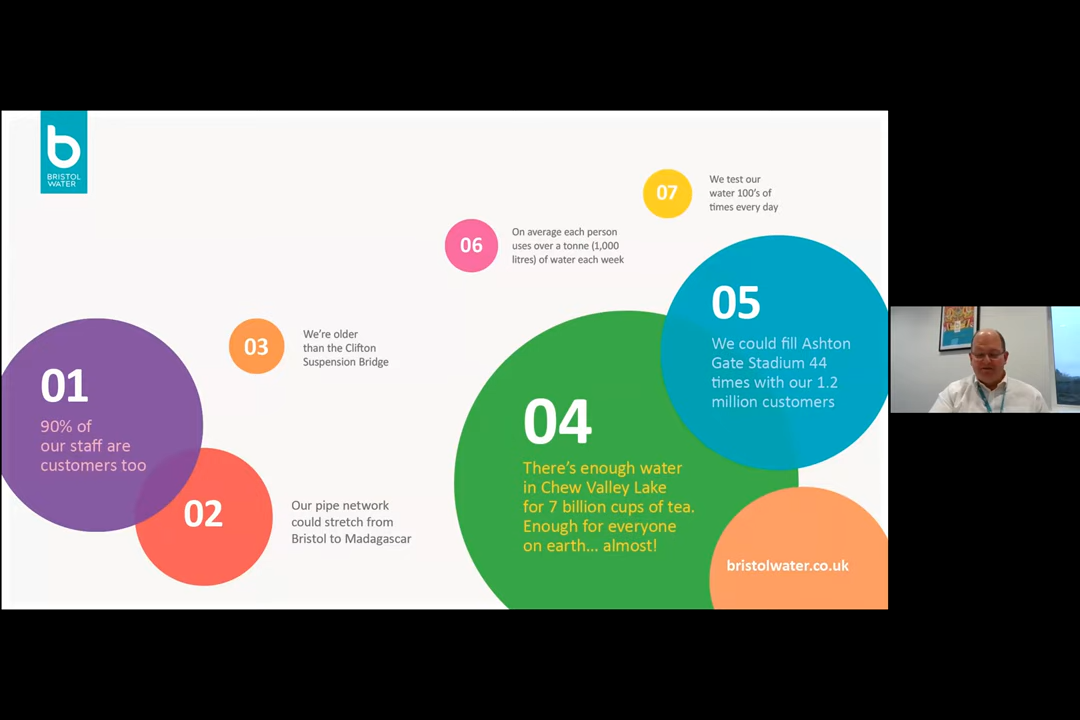 b
BRISTOL
WATER
01
90% of
our staff are
customers too
02
Our pipe network
could stretch from
Bristol to Madagascar
03
We're older
than the Clifton
Suspension Bridge
04
There's enough water
in Chew Valley Lake
for 7 billion cups of tea.
Enough for everyone
on earth... almost!
05
We could fill Ashton
Gate Stadium 44
times with our 1.2
million customers
06
On average each person
uses over a tonne (1,000
litres) of water each week
07
We test our
water 100's of
times every day
bristolwater.co.uk